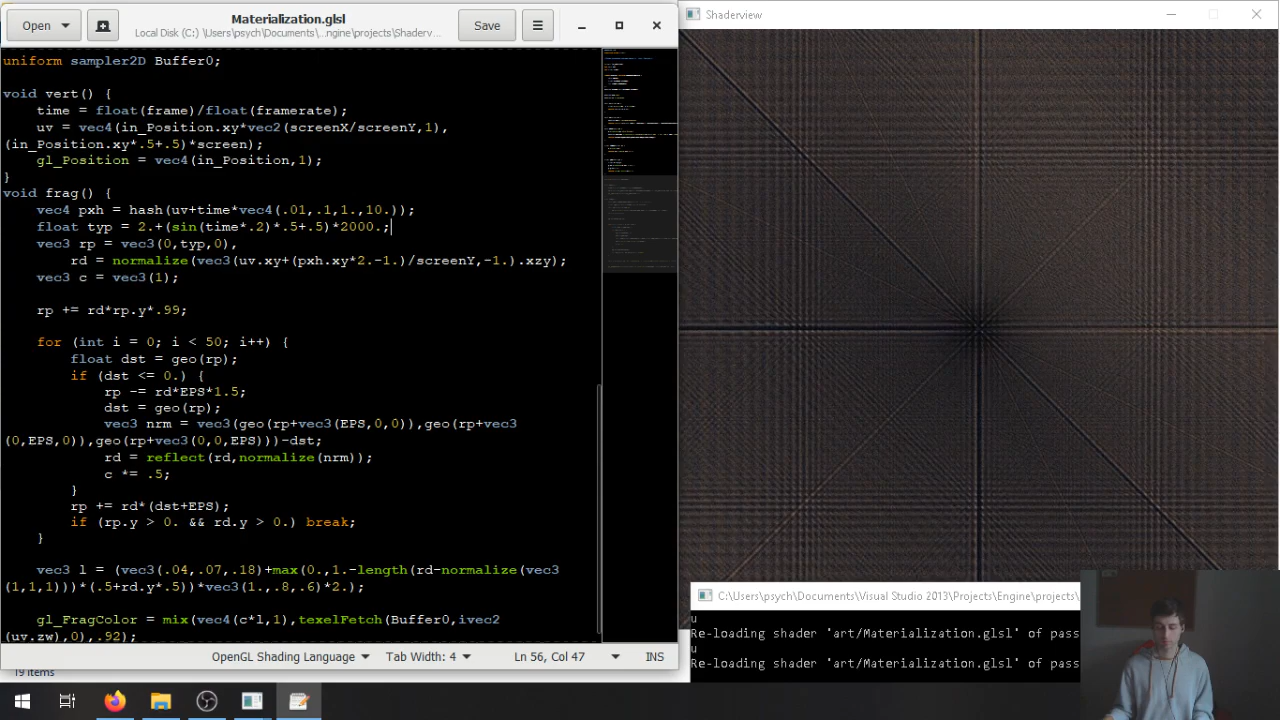 Open
Materialization.glsl
Local Disk (C:) \Users\psych\Documents\...ngine\projects\Shaderv...
Save
Shaderview
uniform sampler2D Buffer0;
void vert() {
time = float(frame)/float(framerate);
uv = vec4(in_Position.xy*vec2(screenX/screenY,1),
(in_Position.xy*.5+.5)*screen);
gl_Position = vec4(in_Position,1);
}
void frag() {
vec4 pxh = hash(uv+time*vec4(.01,.1,1.,10.));
float typ = 2.+(sin(time*.2)*.5+.5)*2000.;
vec3 rp = vec3(0,typ,0),
rd = normalize(vec3(uv.xy+(pxh.xy*2.-1.)/screenY,-1.).xzy);
vec3 c = vec3(1);
rp += rd*rp.y*.99;
for (int i = 0; i < 50; i++) {
float dst = geo(rp);
if (dst <= 0.) {
rp -= rd*EPS*1.5;
dst = geo(rp);
vec3 nrm = vec3(geo(rp+vec3(EPS,0,0)),geo(rp+vec3
(0,EPS,0)),geo(rp+vec3(0,0,EPS)))-dst;
rd = reflect(rd,normalize(nrm));
c *= .5;
}
rp += rd*(dst+EPS);
if (rp.y > 0. && rd.y > 0.) break;
}
vec3 l = (vec3(.04,.07,.18)+max(0.,1.-length(rd-normalize(vec3
(1,1,1)))*(.5+rd.y*.5))*vec3(1.,.8,.6)*2.);
gl_FragColor = mix(vec4(c*l,1),texelFetch(Buffer0,ivec2
(uv.zw),0),.92);
OpenGL Shading Language
Tab Width: 4
Ln 56, Col 47
INS
19 items
C:\Users\psych\Documents\Visual Studio 2013\Projects\Engine\projects\
u
Re-loading shader 'art/Materialization.glsl' of pass
u
Re-loading shader 'art/Materialization.glsl' of pass